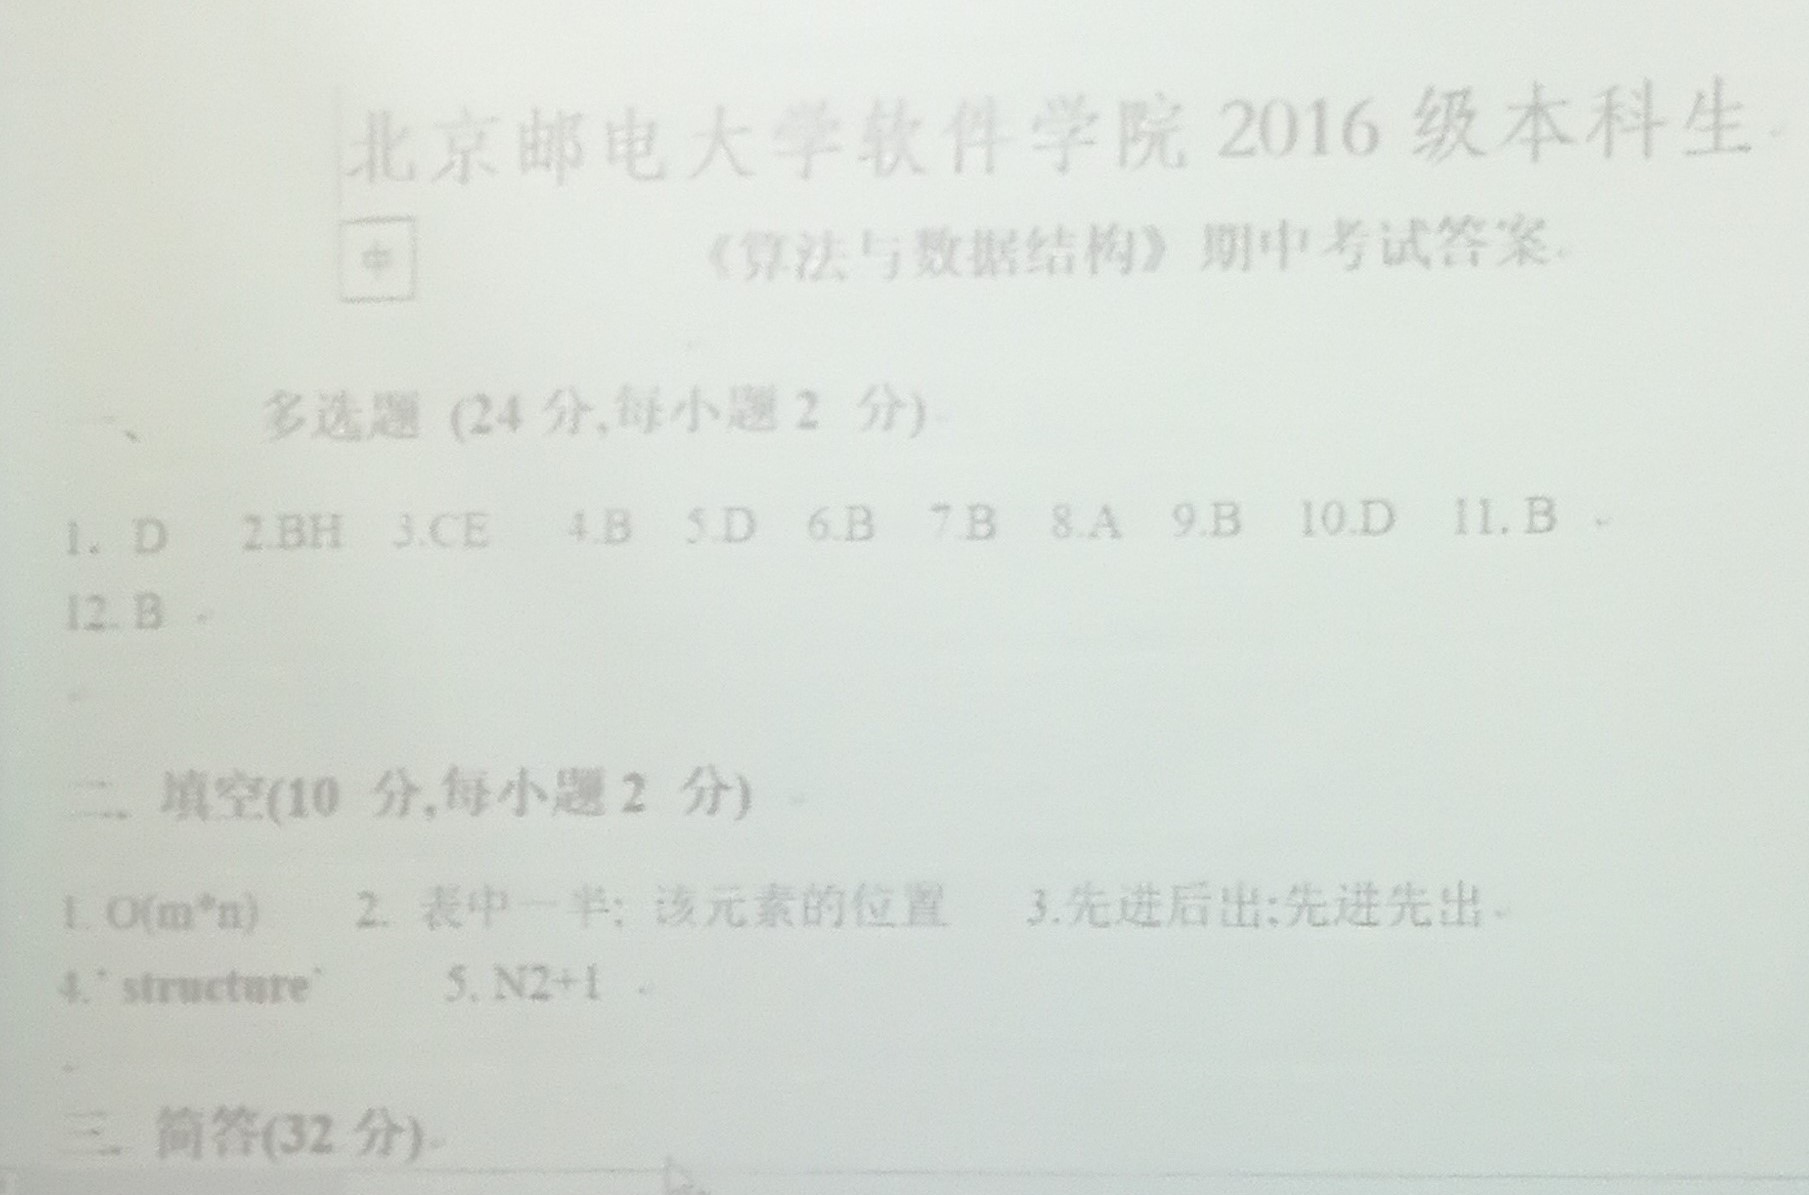 北京邮电大学软件学院 2016 级本科生
中
《算法与数据结构》期中考试答案
一、 多选题 (24 分,每小题 2 分)
1. D 2.BH 3.CE 4.B 5.D 6.B 7.B 8.A 9.B 10.D 11. B
12. B
二. 填空(10 分,每小题 2 分)
1. O(m*n) 2. 表中一半; 该元素的位置 3.先进后出;先进先出
4. structure 5. N2+1
三. 简答(32 分)